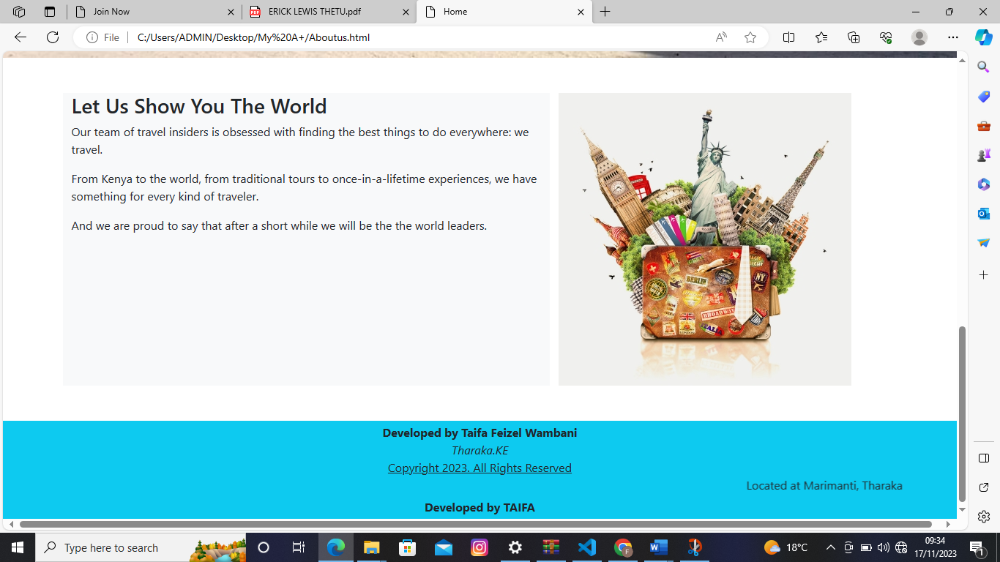 Join Now
ERICK LEWIS THETU.pdf
Home
File
C:/Users/ADMIN/Desktop/My%20A+/Aboutus.html
Let Us Show You The World
Our team of travel insiders is obsessed with finding the best things to do everywhere: we
travel.
From Kenya to the world, from traditional tours to once-in-a-lifetime experiences, we have
something for every kind of traveler.
And we are proud to say that after a short while we will be the the world leaders.
BERLIN
NY
BROADWAY
LONDON
ITALIA
Developed by Taifa Feizel Wambani
Tharaka.KE
Copyright 2023. All Rights Reserved
Located at Marimanti, Tharaka
Developed by TAIFA
Type here to search
18°C
09:34
17/11/2023
1